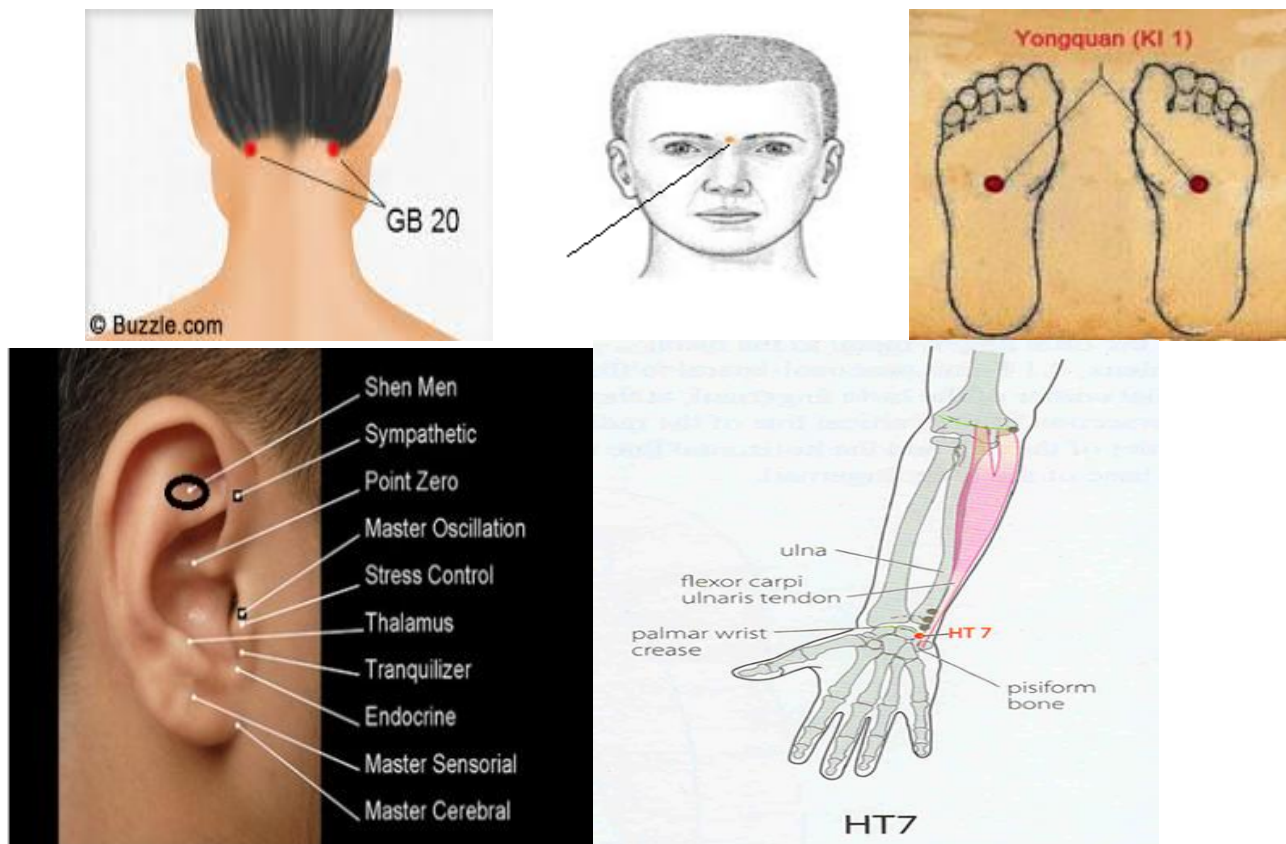 Yongquan (KI 1)
GB 20
© Buzzle.com
Shen Men
Sympathetic
Point Zero
Master Oscillation
Stress Control
Thalamus
Tranquilizer
Endocrine
Master Sensorial
Master Cerebral
ulna
flexor carpi
ulnaris tendon
palmar wrist
crease
HT 7
pisiform
bone
HT7